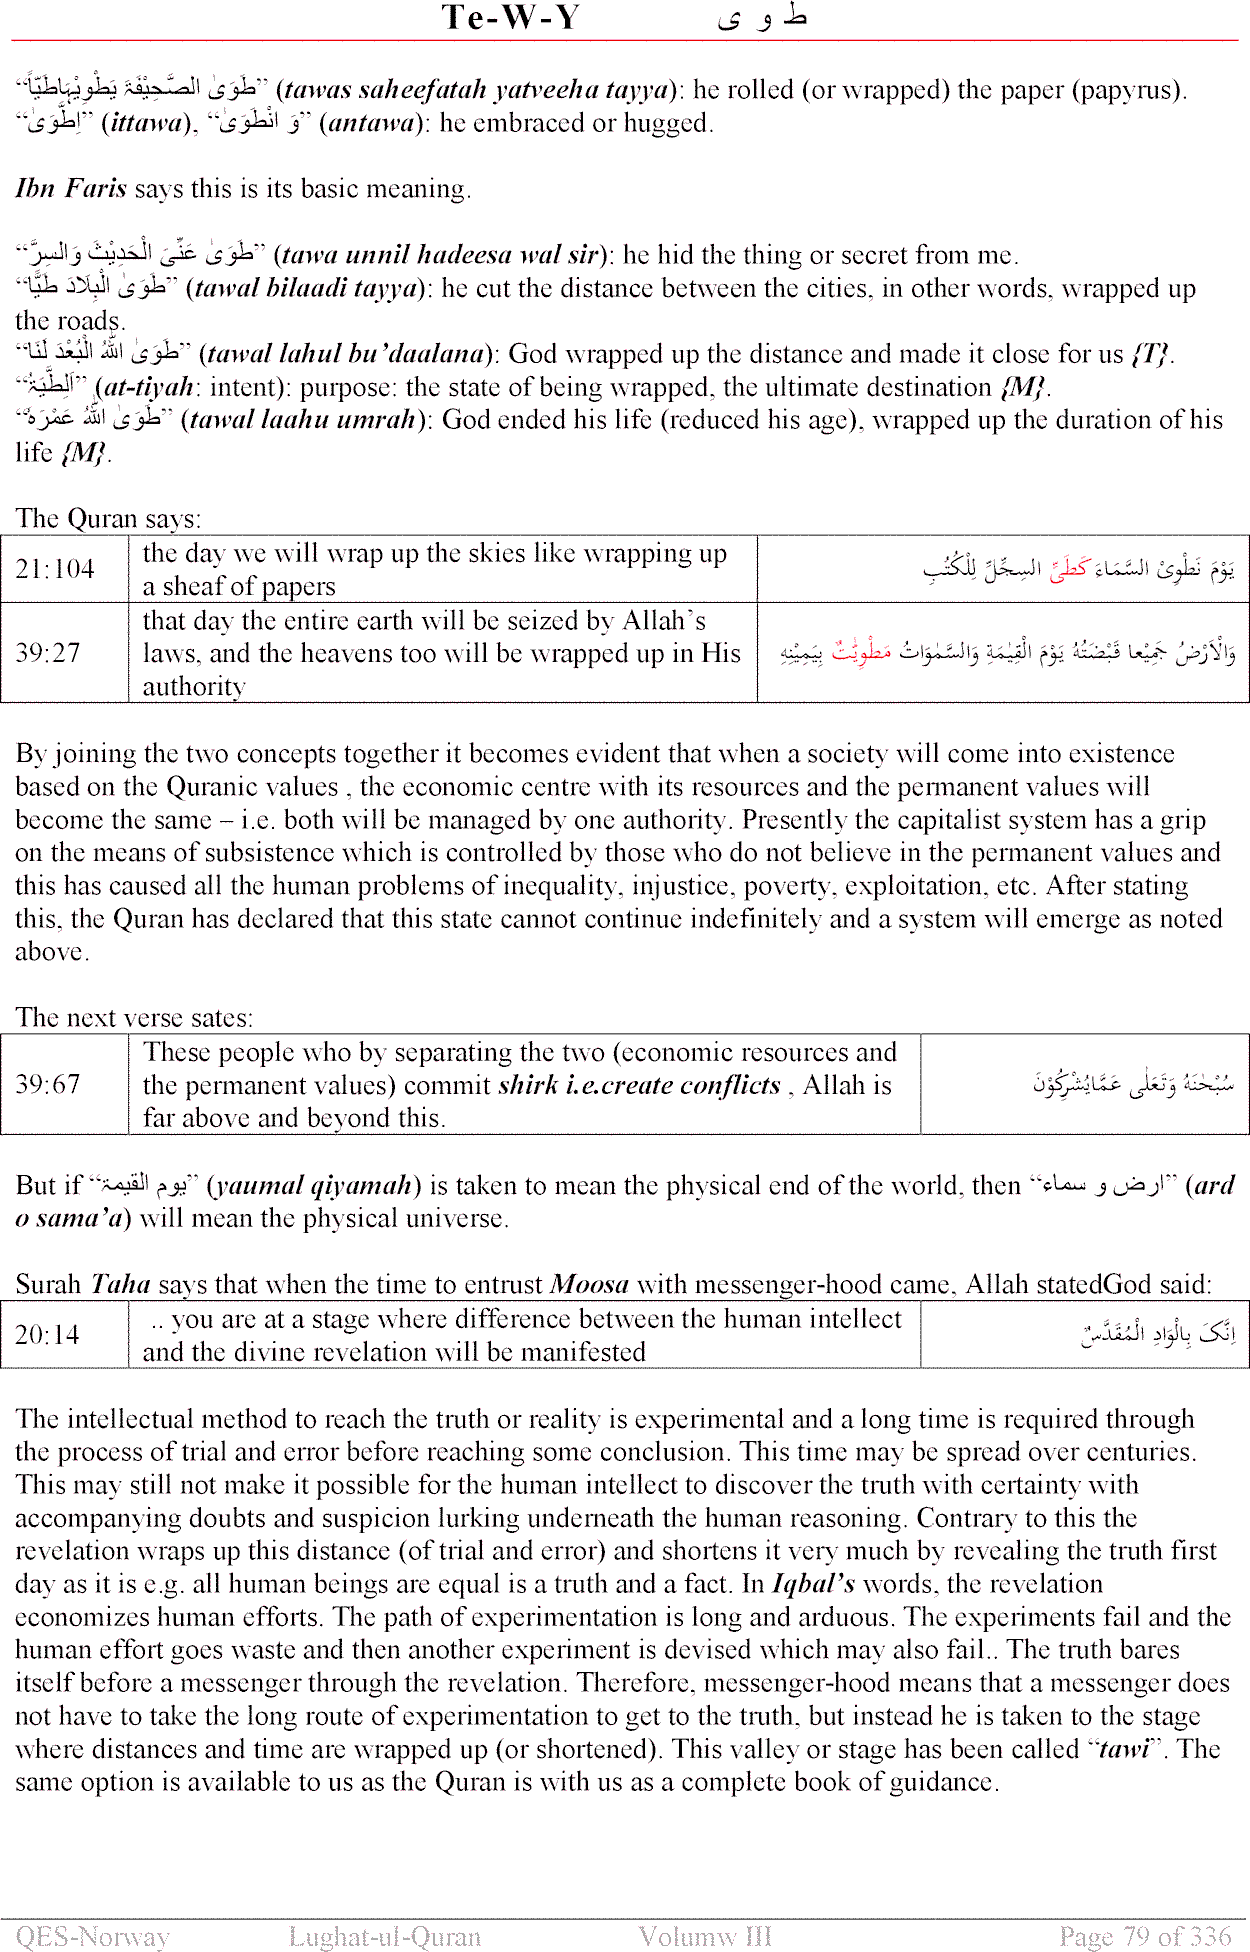 Te-W-Y ط و ی
“طَوَیٰ الصَّحِیْفَۃَ یَطْوِیْہَاطَیّاً” (tawas saheefatah yatveeha tayya): he rolled (or wrapped) the paper (papyrus).
“اِطَّوَیٰ” (ittawa), “وَ انْطَوَیٰ” (antawa): he embraced or hugged.
Ibn Faris says this is its basic meaning.
“طَوَیٰ عَنِّیَ الْحَدِیْثَ وَالسِرَّ” (tawa unnil hadeesa wal sir): he hid the thing or secret from me.
“طَوَیٰ الْبِلَادَ طَیًّا” (tawal bilaadi tayya): he cut the distance between the cities, in other words, wrapped up
the roads.
“طَوَیٰ اللّٰہُ الْبُعْدَ لَنَا” (tawal lahul bu’daalana): God wrapped up the distance and made it close for us {T}.
“اَلطِّیَۃُ” (at-tiyah: intent): purpose: the state of being wrapped, the ultimate destination {M}.
“طَوَیٰ اللّٰہُ عَمْرَہٗ” (tawal laahu umrah): God ended his life (reduced his age), wrapped up the duration of his
life {M}.
The Quran says:
21:104 the day we will wrap up the skies like wrapping up
a sheaf of papers یَوْمَ نَطْوِیْ السَّمَاءَ کَطَیِّ السِجِّلِّ لِلْکُتُبِ
39:27 that day the entire earth will be seized by Allah’s
laws, and the heavens too will be wrapped up in His
authority وَالْاَرْضُ جَمِیْعا قَبْضَتُہُ یَوْمَ الْقِیٰمَۃِ وَالسَّمٰوَاتُ مَطْوِیّٰتٌ بِیَمِیْنِہِ
By joining the two concepts together it becomes evident that when a society will come into existence
based on the Quranic values , the economic centre with its resources and the permanent values will
become the same – i.e. both will be managed by one authority. Presently the capitalist system has a grip
on the means of subsistence which is controlled by those who do not believe in the permanent values and
this has caused all the human problems of inequality, injustice, poverty, exploitation, etc. After stating
this, the Quran has declared that this state cannot continue indefinitely and a system will emerge as noted
above.
The next verse sates:
39:67 These people who by separating the two (economic resources and
the permanent values) commit shirk i.e.create conflicts , Allah is
far above and beyond this. سُبْحٰنَہُ وَتَعٰلٰی عَمَّایُشْرِکُوْنَ
But if “یوم القیمۃ” (yaumal qiyamah) is taken to mean the physical end of the world, then “ارض و سماء” (ard
o sama’a) will mean the physical universe.
Surah Taha says that when the time to entrust Moosa with messenger-hood came, Allah statedGod said:
20:14 .. you are at a stage where difference between the human intellect
and the divine revelation will be manifested اِنَّکَ بِالْوَادِ الْمُقَدَّسٌ
The intellectual method to reach the truth or reality is experimental and a long time is required through
the process of trial and error before reaching some conclusion. This time may be spread over centuries.
This may still not make it possible for the human intellect to discover the truth with certainty with
accompanying doubts and suspicion lurking underneath the human reasoning. Contrary to this the
revelation wraps up this distance (of trial and error) and shortens it very much by revealing the truth first
day as it is e.g. all human beings are equal is a truth and a fact. In Iqbal’s words, the revelation
economizes human efforts. The path of experimentation is long and arduous. The experiments fail and the
human effort goes waste and then another experiment is devised which may also fail.. The truth bares
itself before a messenger through the revelation. Therefore, messenger-hood means that a messenger does
not have to take the long route of experimentation to get to the truth, but instead he is taken to the stage
where distances and time are wrapped up (or shortened). This valley or stage has been called “tawi”. The
same option is available to us as the Quran is with us as a complete book of guidance.
QES-Norway Lughat-ul-Quran Volumw III Page 79 of 336